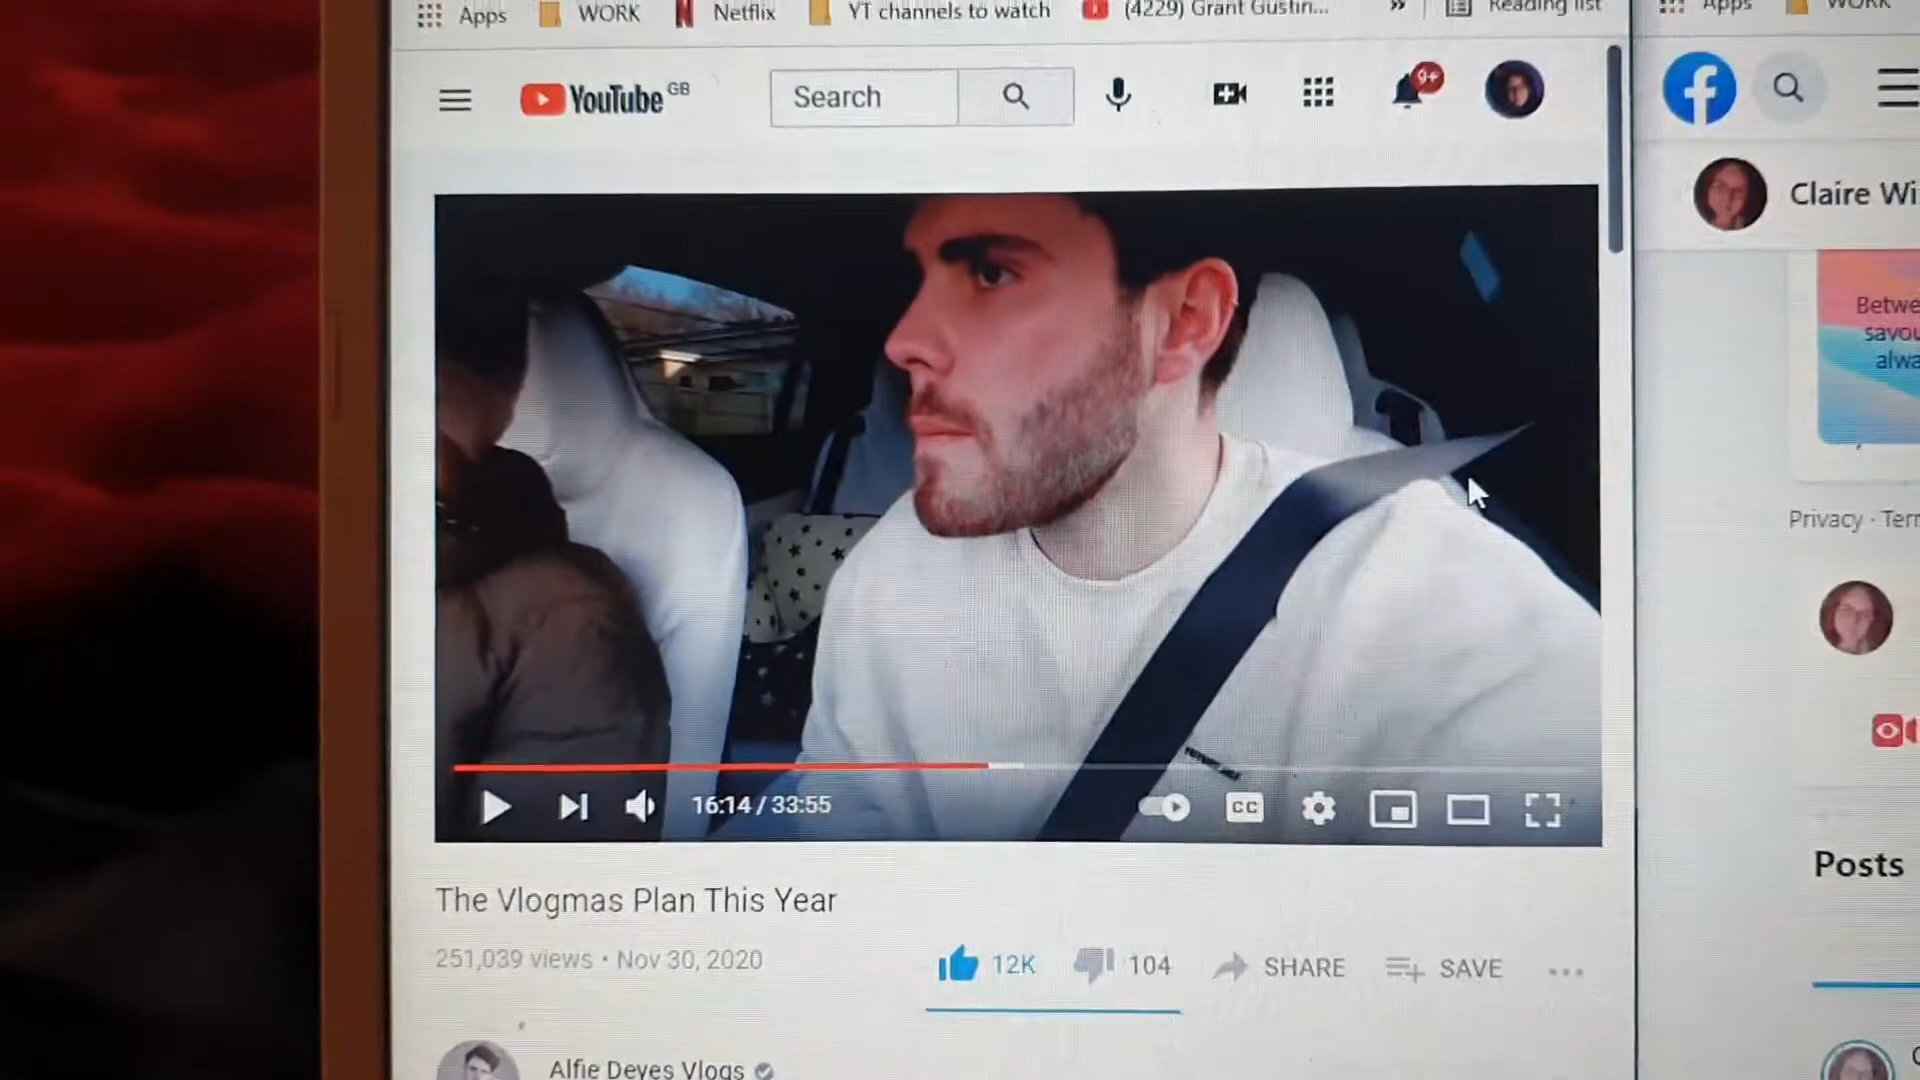 Apps WORK Netflix YT channels to watch (4229) Grant Gustin... » Reading list Apps WORK
YouTube GB Search 9+
Claire Wi
Betwe
savou
alwa
Privacy · Terr
16:14 / 33:55 CC
Posts
The Vlogmas Plan This Year
251,039 views • Nov 30, 2020 12K 104 SHARE SAVE
Alfie Deyes Vlogs